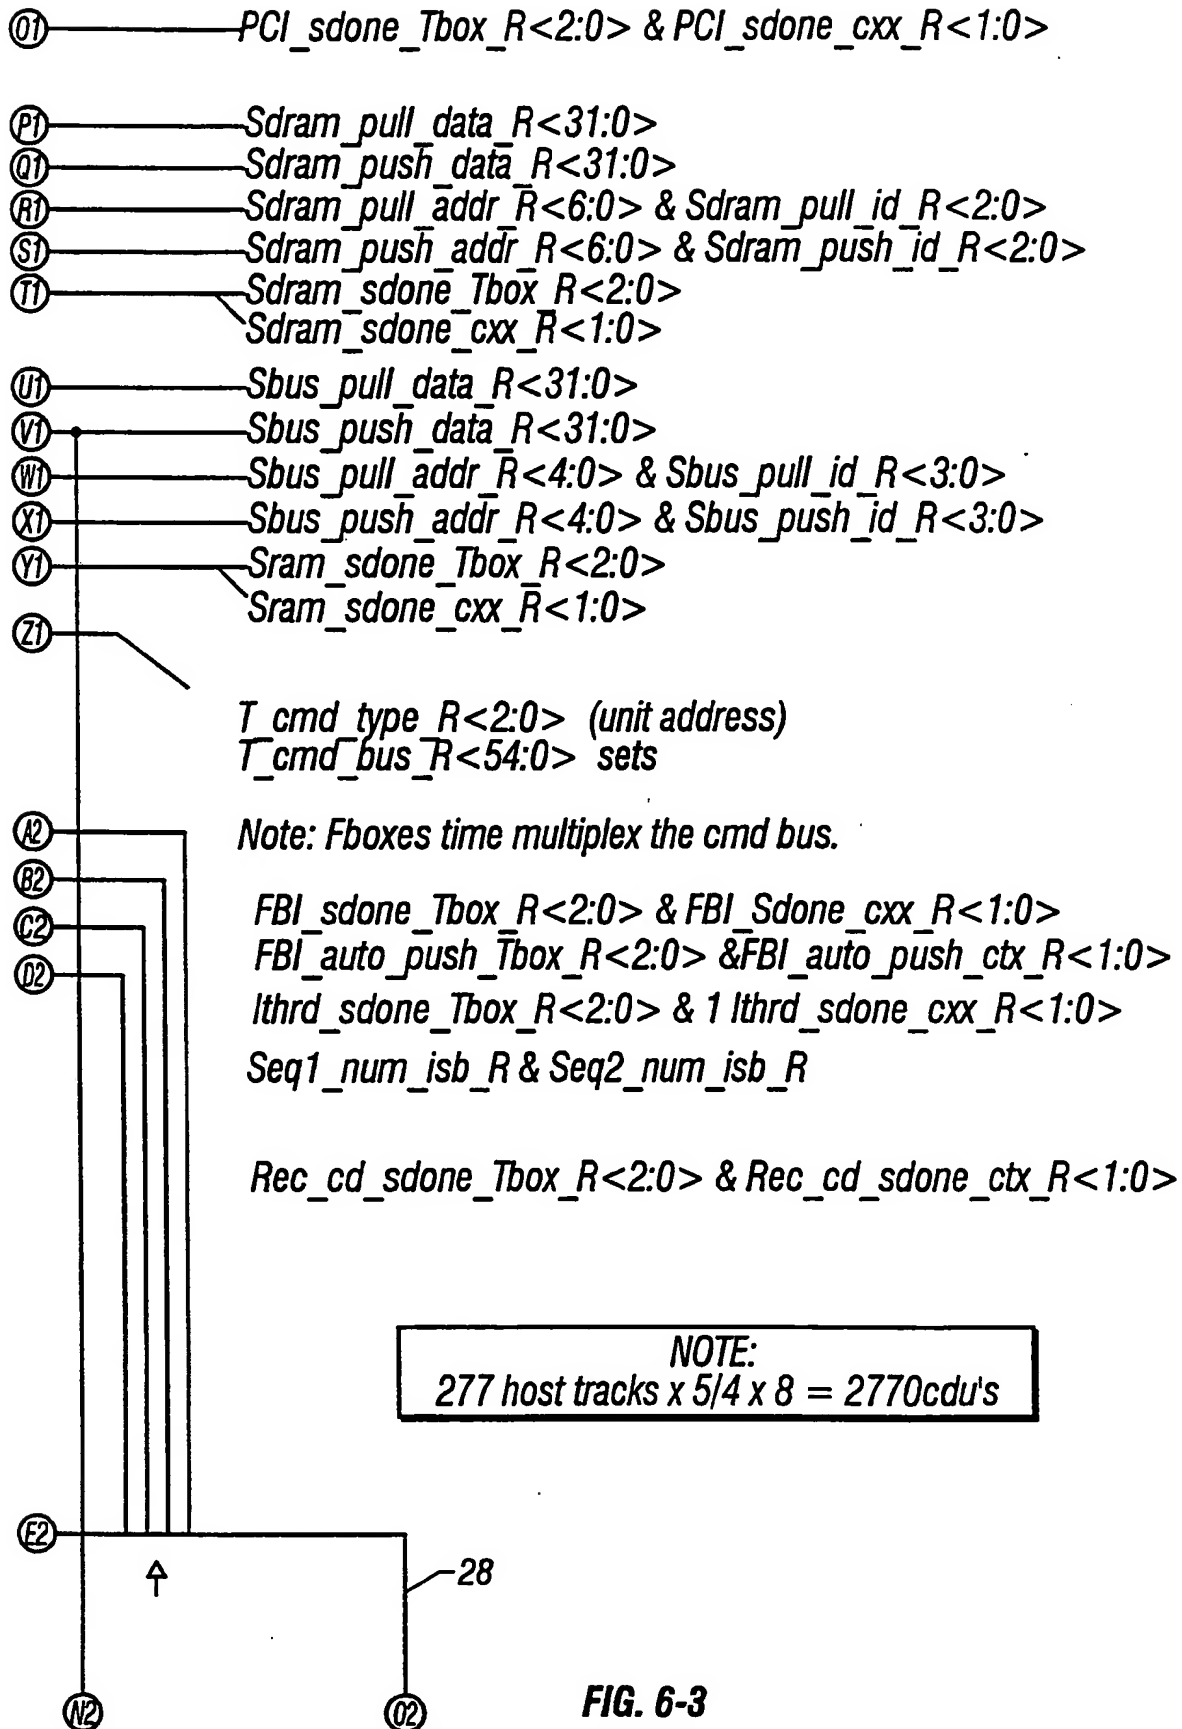 O1 PCI_sdone_Tbox_R<2:0> & PCI_sdone_cxx_R<1:0>
P1 Sdram_pull_data_R<31:0>
Q1 Sdram_push_data_R<31:0>
R1 Sdram_pull_addr_R<6:0> & Sdram_pull_id_R<2:0>
S1 Sdram_push_addr_R<6:0> & Sdram_push_id_R<2:0>
T1 Sdram_sdone_Tbox_R<2:0>
Sdram_sdone_cxx_R<1:0>
U1 Sbus_pull_data_R<31:0>
V1 Sbus_push_data_R<31:0>
W1 Sbus_pull_addr_R<4:0> & Sbus_pull_id_R<3:0>
X1 Sbus_push_addr_R<4:0> & Sbus_push_id_R<3:0>
Y1 Sram_sdone_Tbox_R<2:0>
Sram_sdone_cxx_R<1:0>
Z1
T_cmd_type_R<2:0> (unit address)
T_cmd_bus_R<54:0> sets
A2 Note: Fboxes time multiplex the cmd bus.
B2
FBI_sdone_Tbox_R<2:0> & FBI_Sdone_cxx_R<1:0>
C2
FBI_auto_push_Tbox_R<2:0> &FBI_auto_push_ctx_R<1:0>
D2
Ithrd_sdone_Tbox_R<2:0> & 1 Ithrd_sdone_cxx_R<1:0>
Seq1_num_isb_R & Seq2_num_isb_R
Rec_cd_sdone_Tbox_R<2:0> & Rec_cd_sdone_ctx_R<1:0>
NOTE:
277 host tracks x 5/4 x 8 = 2770cdu's
E2
28
N2 O2 FIG. 6-3